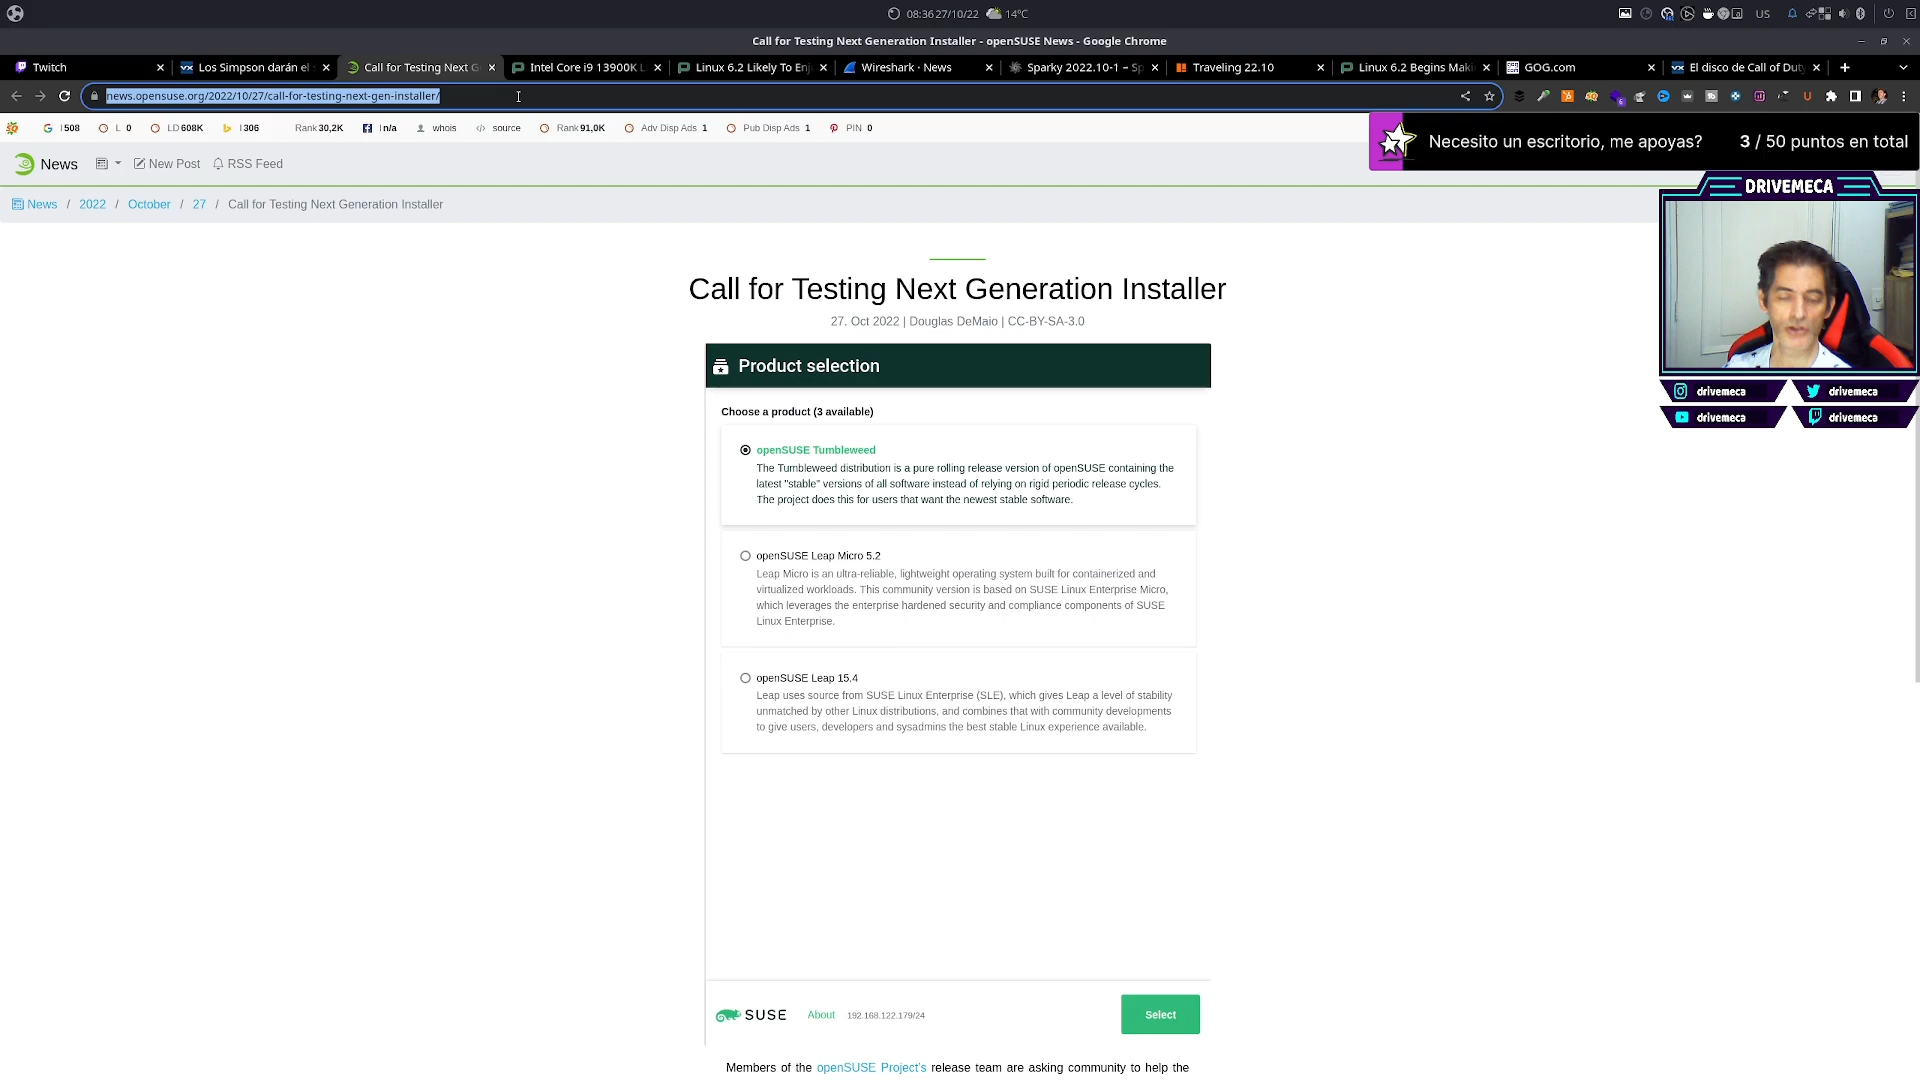 08:36 27/10/22 14°C
US
Call for Testing Next Generation Installer - openSUSE News - Google Chrome
Twitch
Los Simpson darán el s
Call for Testing Next G
Intel Core i9 13900K L
Linux 6.2 Likely To Enj
Wireshark · News
Sparky 2022.10-1 – Sp
Traveling 22.10
Linux 6.2 Begins Maki
GOG.com
El disco de Call of Duty
news.opensuse.org/2022/10/27/call-for-testing-next-gen-installer/
I 508
L 0
LD 608K
I 306
Rank 30,2K
I n/a
whois
source
Rank 91,0K
Adv Disp Ads 1
Pub Disp Ads 1
PIN 0
Necesito un escritorio, me apoyas? 3 / 50 puntos en total
News
New Post
RSS Feed
DRIVEMECA
News / 2022 / October / 27 / Call for Testing Next Generation Installer
Call for Testing Next Generation Installer
27. Oct 2022 | Douglas DeMaio | CC-BY-SA-3.0
Product selection
drivemeca
drivemeca
drivemeca
drivemeca
Choose a product (3 available)
openSUSE Tumbleweed
The Tumbleweed distribution is a pure rolling release version of openSUSE containing the
latest "stable" versions of all software instead of relying on rigid periodic release cycles.
The project does this for users that want the newest stable software.
openSUSE Leap Micro 5.2
Leap Micro is an ultra-reliable, lightweight operating system built for containerized and
virtualized workloads. This community version is based on SUSE Linux Enterprise Micro,
which leverages the enterprise hardened security and compliance components of SUSE
Linux Enterprise.
openSUSE Leap 15.4
Leap uses source from SUSE Linux Enterprise (SLE), which gives Leap a level of stability
unmatched by other Linux distributions, and combines that with community developments
to give users, developers and sysadmins the best stable Linux experience available.
SUSE
About
192.168.122.179/24
Select
Members of the openSUSE Project's release team are asking community to help the